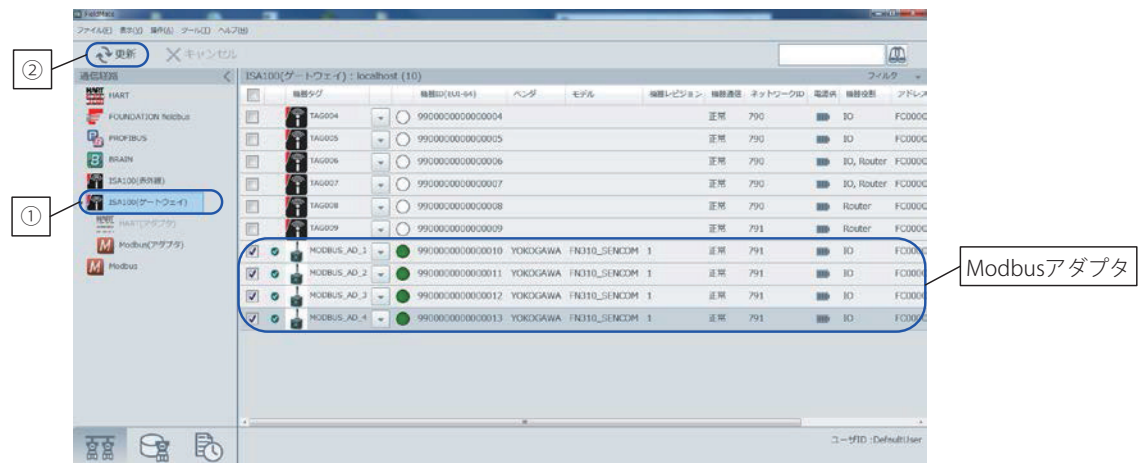 FieldMate
ファイル(E) 表示(V) 操作(A) ツール(T) ヘルプ(H)
② 更新 キャンセル
通信経路 ISA100(ゲートウェイ) : localhost (10) フィルタ
機器タグ 機器ID(EUI-64) ベンダ モデル 機器レビジョン 機器通信 ネットワークID 電源供 機器役割 アドレス
HART TAG004 9900000000000004 正常 790 IO FC0000
FOUNDATION fieldbus TAG005 9900000000000005 正常 790 IO FC0000
PROFIBUS TAG006 9900000000000006 正常 790 IO, Router FC0000
BRAIN TAG007 9900000000000007 正常 790 IO, Router FC0000
ISA100(赤外線) TAG008 9900000000000008 正常 790 Router FC0000
① ISA100(ゲートウェイ) TAG009 9900000000000009 正常 791 Router FC0000
HART(アダプタ) MODBUS_AD_1 9900000000000010 YOKOGAWA FN310_SENCOM 1 正常 791 IO FC0000
Modbus(アダプタ) MODBUS_AD_2 9900000000000011 YOKOGAWA FN310_SENCOM 1 正常 791 IO FC0000
Modbus MODBUS_AD_3 9900000000000012 YOKOGAWA FN310_SENCOM 1 正常 791 IO FC0000
MODBUS_AD_4 9900000000000013 YOKOGAWA FN310_SENCOM 1 正常 791 IO FC0000
Modbusアダプタ
ユーザID :DefaultUser